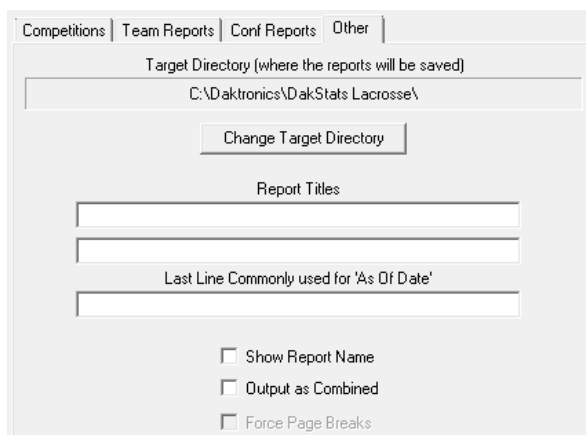 Competitions Team Reports Conf Reports Other
Target Directory (where the reports will be saved)
C:\Daktronics\DakStats Lacrosse\
Change Target Directory
Report Titles
Last Line Commonly used for 'As Of Date'
Show Report Name
Output as Combined
Force Page Breaks